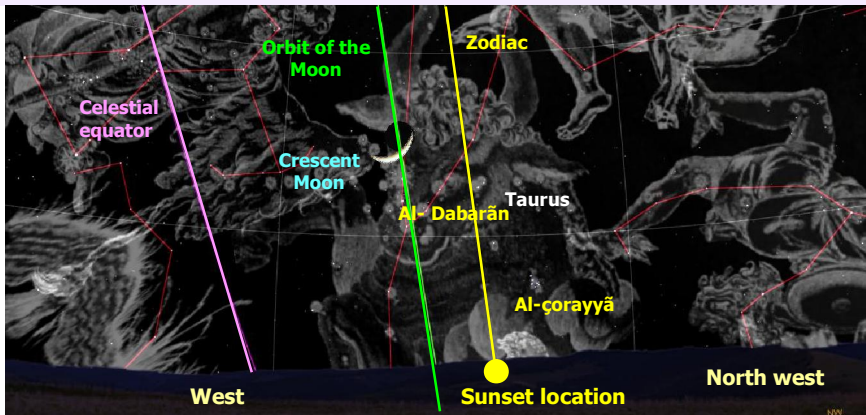 Orbit of the
Moon
Zodiac
Celestial
equator
Crescent
Moon
Taurus
Al- Dabarãn
Al-çorayyã
West
Sunset location
North west
NW